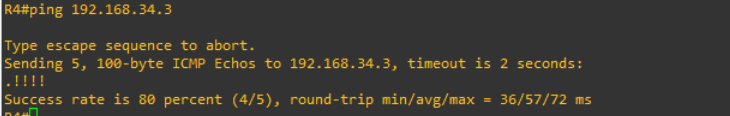 R4#ping 192.168.34.3
Type escape sequence to abort.
Sending 5, 100-byte ICMP Echos to 192.168.34.3, timeout is 2 seconds:
.!!!!
Success rate is 80 percent (4/5), round-trip min/avg/max = 36/57/72 ms
R4#